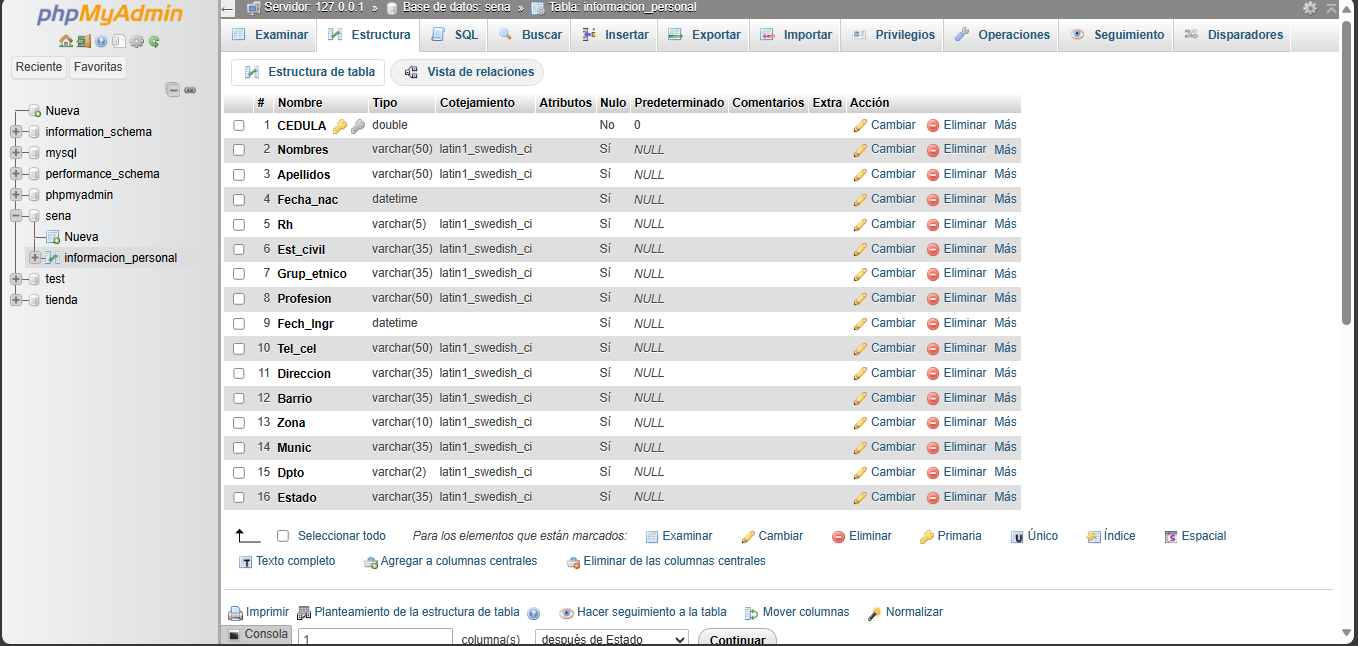 phpMyAdmin
Reciente Favoritas
Nueva
information_schema
mysql
performance_schema
phpmyadmin
sena
Nueva
informacion_personal
test
tienda
Servidor: 127.0.0.1 » Base de datos: sena » Tabla: informacion_personal
Examinar Estructura SQL Buscar Insertar Exportar Importar Privilegios Operaciones Seguimiento Disparadores
Estructura de tabla Vista de relaciones
# Nombre Tipo Cotejamiento Atributos Nulo Predeterminado Comentarios Extra Acción
1 CEDULA double No 0 Cambiar Eliminar Más
2 Nombres varchar(50) latin1_swedish_ci Sí NULL Cambiar Eliminar Más
3 Apellidos varchar(50) latin1_swedish_ci Sí NULL Cambiar Eliminar Más
4 Fecha_nac datetime Sí NULL Cambiar Eliminar Más
5 Rh varchar(5) latin1_swedish_ci Sí NULL Cambiar Eliminar Más
6 Est_civil varchar(35) latin1_swedish_ci Sí NULL Cambiar Eliminar Más
7 Grup_etnico varchar(35) latin1_swedish_ci Sí NULL Cambiar Eliminar Más
8 Profesion varchar(50) latin1_swedish_ci Sí NULL Cambiar Eliminar Más
9 Fech_Ingr datetime Sí NULL Cambiar Eliminar Más
10 Tel_cel varchar(50) latin1_swedish_ci Sí NULL Cambiar Eliminar Más
11 Direccion varchar(35) latin1_swedish_ci Sí NULL Cambiar Eliminar Más
12 Barrio varchar(35) latin1_swedish_ci Sí NULL Cambiar Eliminar Más
13 Zona varchar(10) latin1_swedish_ci Sí NULL Cambiar Eliminar Más
14 Munic varchar(35) latin1_swedish_ci Sí NULL Cambiar Eliminar Más
15 Dpto varchar(2) latin1_swedish_ci Sí NULL Cambiar Eliminar Más
16 Estado varchar(35) latin1_swedish_ci Sí NULL Cambiar Eliminar Más
Seleccionar todo Para los elementos que están marcados: Examinar Cambiar Eliminar Primaria Único Índice Espacial
Texto completo Agregar a columnas centrales Eliminar de las columnas centrales
Imprimir Planteamiento de la estructura de tabla Hacer seguimiento a la tabla Mover columnas Normalizar
Consola 1 columna(s) después de Estado Continuar